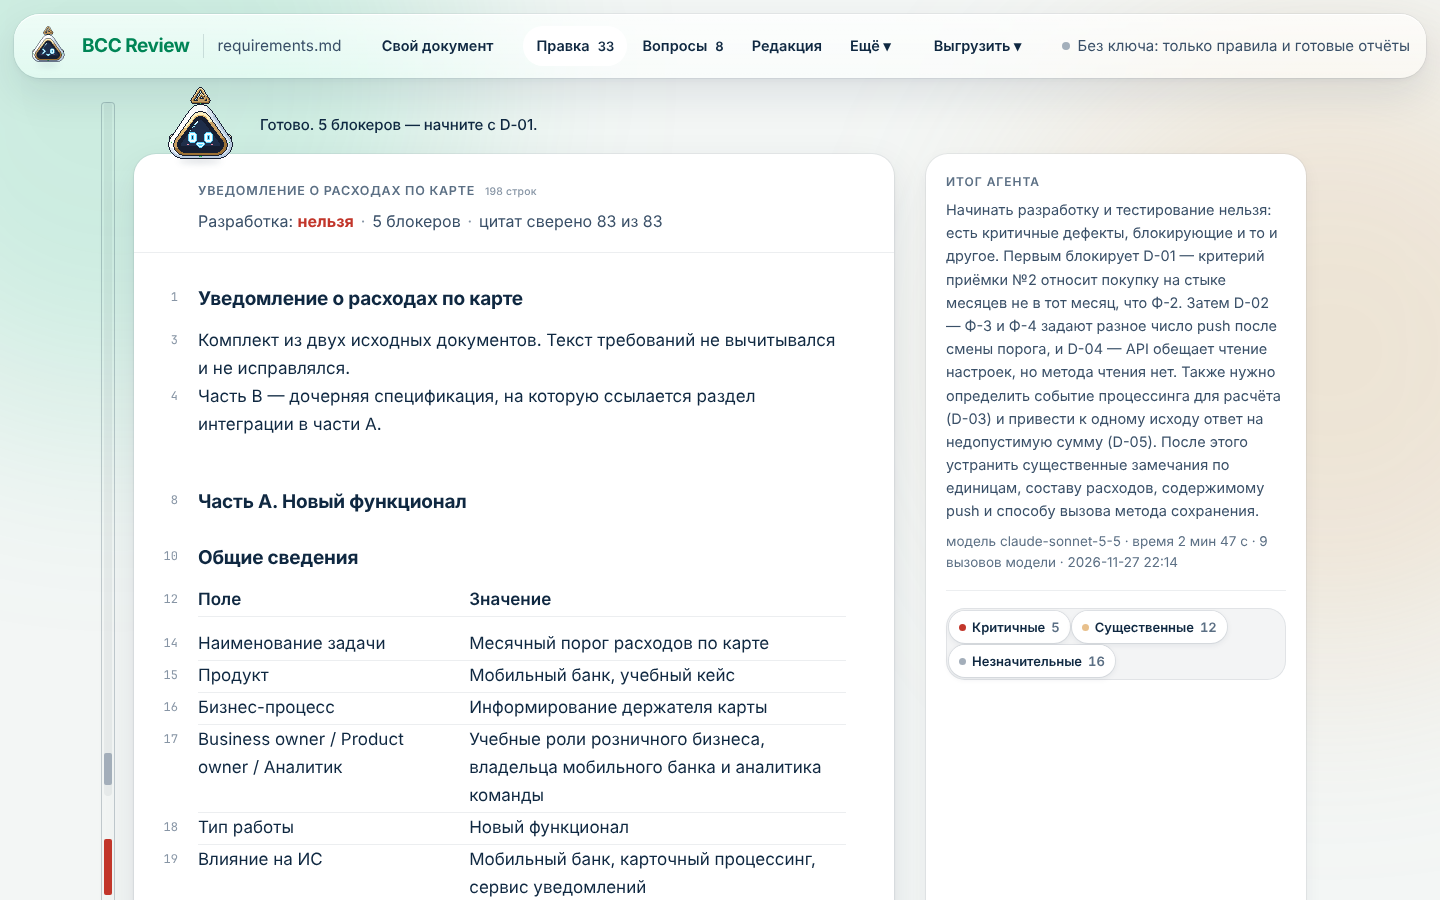 BCC Review
requirements.md
Свой документ
Правка 33
Вопросы 8
Редакция
Ещё ▾
Выгрузить ▾
Без ключа: только правила и готовые отчёты
Готово. 5 блокеров — начните с D-01.
УВЕДОМЛЕНИЕ О РАСХОДАХ ПО КАРТЕ 198 строк
Разработка: нельзя · 5 блокеров · цитат сверено 83 из 83
1 Уведомление о расходах по карте
3 Комплект из двух исходных документов. Текст требований не вычитывался
и не исправлялся.
4 Часть B — дочерняя спецификация, на которую ссылается раздел
интеграции в части A.
8 Часть A. Новый функционал
10 Общие сведения
12 Поле Значение
14 Наименование задачи Месячный порог расходов по карте
15 Продукт Мобильный банк, учебный кейс
16 Бизнес-процесс Информирование держателя карты
17 Business owner / Product Учебные роли розничного бизнеса,
owner / Аналитик владельца мобильного банка и аналитика
команды
18 Тип работы Новый функционал
19 Влияние на ИС Мобильный банк, карточный процессинг,
сервис уведомлений
ИТОГ АГЕНТА
Начинать разработку и тестирование нельзя:
есть критичные дефекты, блокирующие и то и
другое. Первым блокирует D-01 — критерий
приёмки №2 относит покупку на стыке
месяцев не в тот месяц, что Ф-2. Затем D-02
— Ф-3 и Ф-4 задают разное число push после
смены порога, и D-04 — API обещает чтение
настроек, но метода чтения нет. Также нужно
определить событие процессинга для расчёта
(D-03) и привести к одному исходу ответ на
недопустимую сумму (D-05). После этого
устранить существенные замечания по
единицам, составу расходов, содержимому
push и способу вызова метода сохранения.
модель claude-sonnet-5-5 · время 2 мин 47 с · 9
вызовов модели · 2026-11-27 22:14
Критичные 5
Существенные 12
Незначительные 16